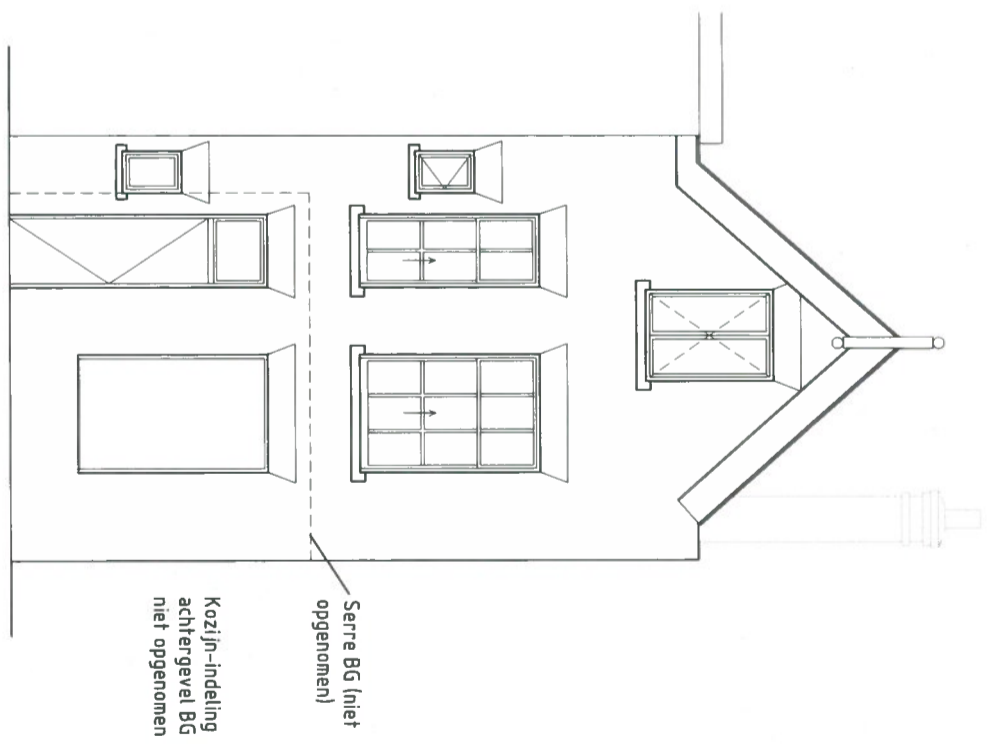 Serre BG (niet
opgenomen)
Kozijn-indeling
achtergevel BG
niet opgenomen